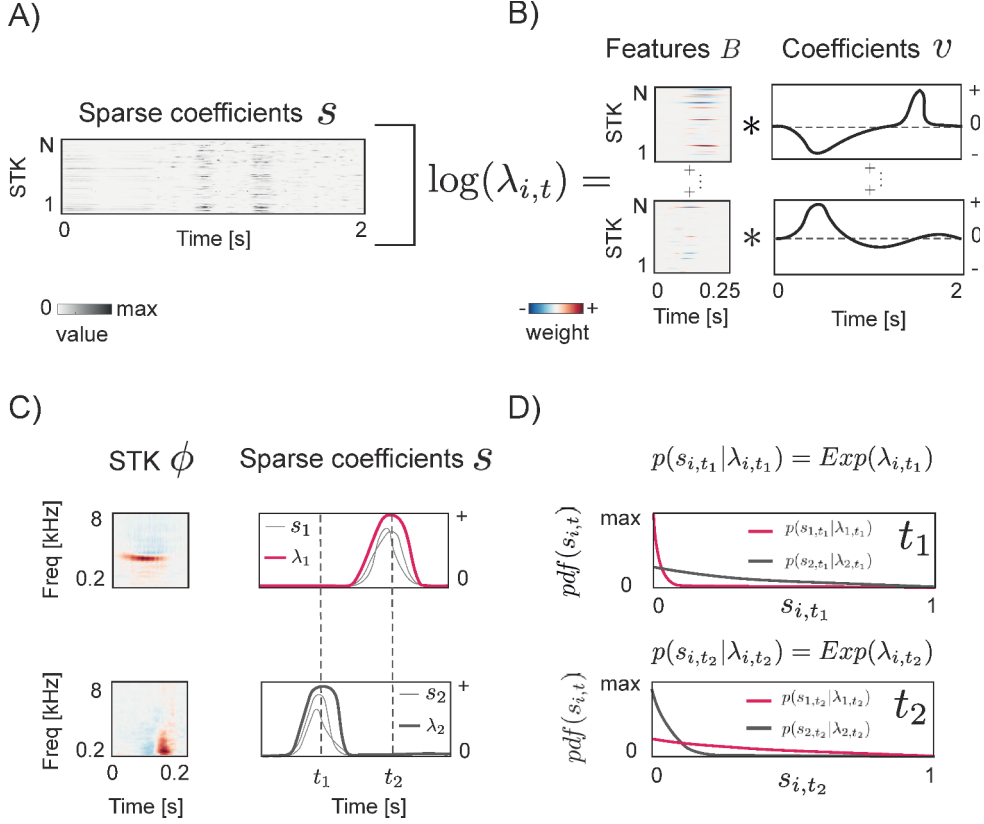 A)
Sparse coefficients s
N
STK
1
0
2
Time [s]
0 max
value
log(λ_{i,t}) =
B)
Features B
Coefficients v
N
STK
1
*
+
0
-
+
⋮
+
+
⋮
+
N
STK
1
*
+
0
-
0 0.25
0 2
Time [s]
Time [s]
- +
weight
C)
STK ϕ
Sparse coefficients s
8
Freq [kHz]
0.2
s_1
λ_1
+
0
8
Freq [kHz]
0.2
s_2
λ_2
+
0
0 0.2
t_1 t_2
Time [s]
Time [s]
D)
p(s_{i,t_1}|λ_{i,t_1}) = Exp(λ_{i,t_1})
max
pdf(s_{i,t})
0
p(s_{1,t_1}|λ_{1,t_1})
p(s_{2,t_1}|λ_{2,t_1})
t_1
0 1
s_{i,t_1}
p(s_{i,t_2}|λ_{i,t_2}) = Exp(λ_{i,t_2})
max
pdf(s_{i,t})
0
p(s_{1,t_2}|λ_{1,t_2})
p(s_{2,t_2}|λ_{2,t_2})
t_2
0 1
s_{i,t_2}